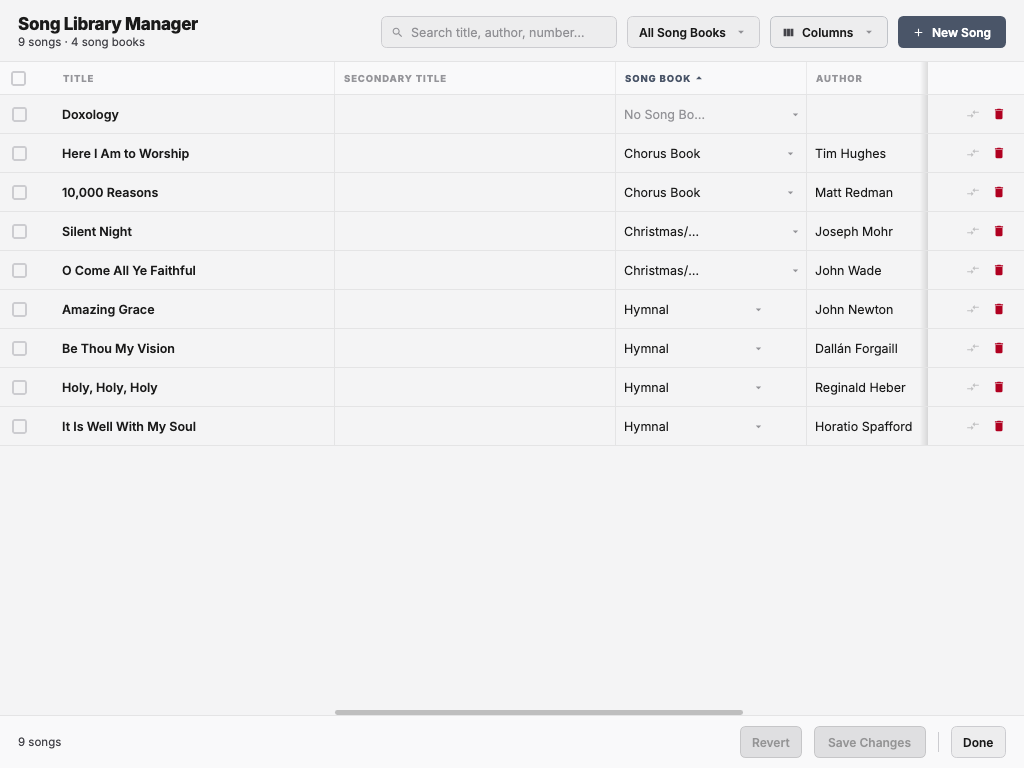 Song Library Manager
9 songs · 4 song books
Search title, author, number...
All Song Books
Columns
+ New Song
TITLE SECONDARY TITLE SONG BOOK AUTHOR
Doxology No Song Bo...
Here I Am to Worship Chorus Book Tim Hughes
10,000 Reasons Chorus Book Matt Redman
Silent Night Christmas/... Joseph Mohr
O Come All Ye Faithful Christmas/... John Wade
Amazing Grace Hymnal John Newton
Be Thou My Vision Hymnal Dallán Forgaill
Holy, Holy, Holy Hymnal Reginald Heber
It Is Well With My Soul Hymnal Horatio Spafford
9 songs
Revert
Save Changes
Done